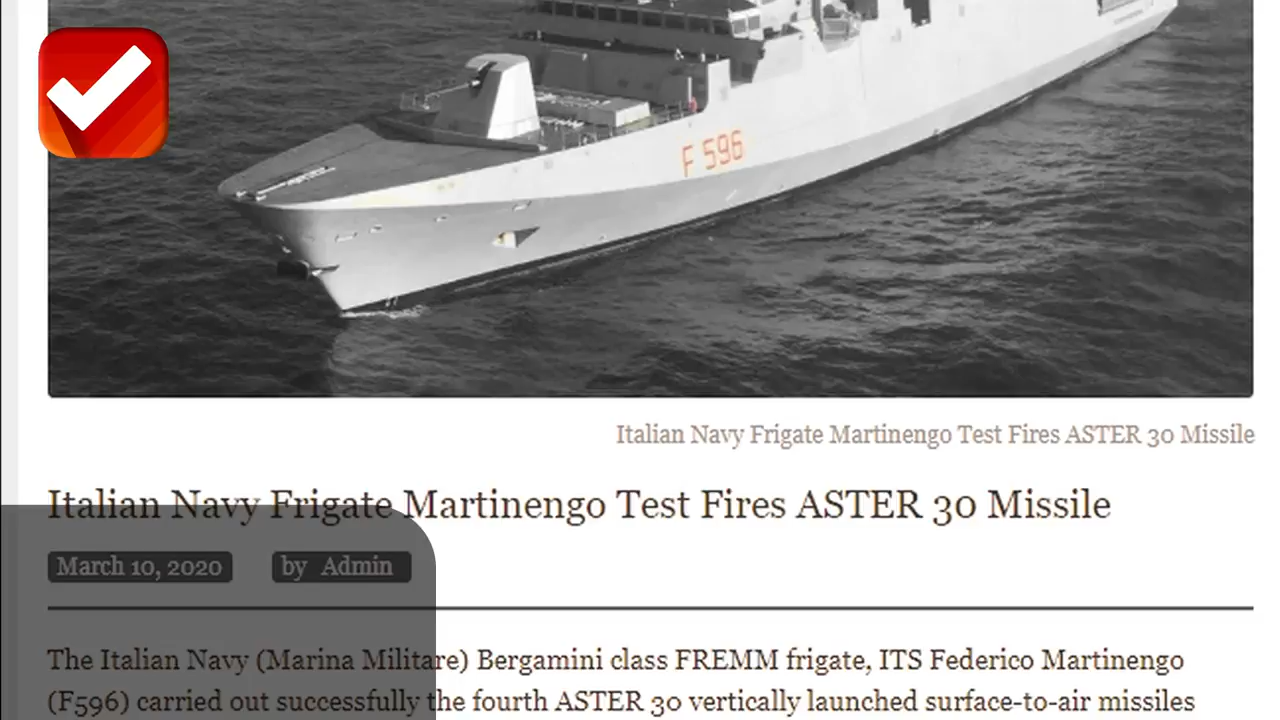 F 596
Italian Navy Frigate Martinengo Test Fires ASTER 30 Missile
Italian Navy Frigate Martinengo Test Fires ASTER 30 Missile
March 10, 2020 by Admin
The Italian Navy (Marina Militare) Bergamini class FREMM frigate, ITS Federico Martinengo
(F596) carried out successfully the fourth ASTER 30 vertically launched surface-to-air missiles